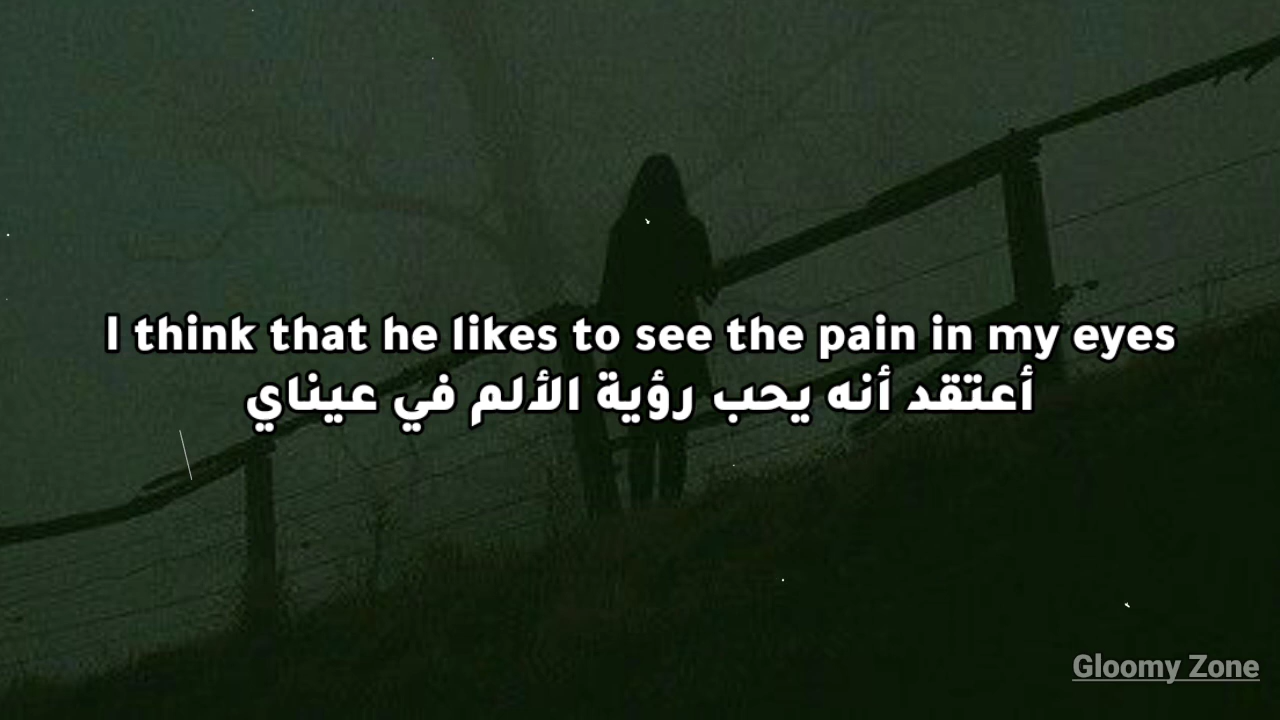 I think that he likes to see the pain in my eyes
أعتقد أنه يحب رؤية الألم في عيناي
Gloomy Zone